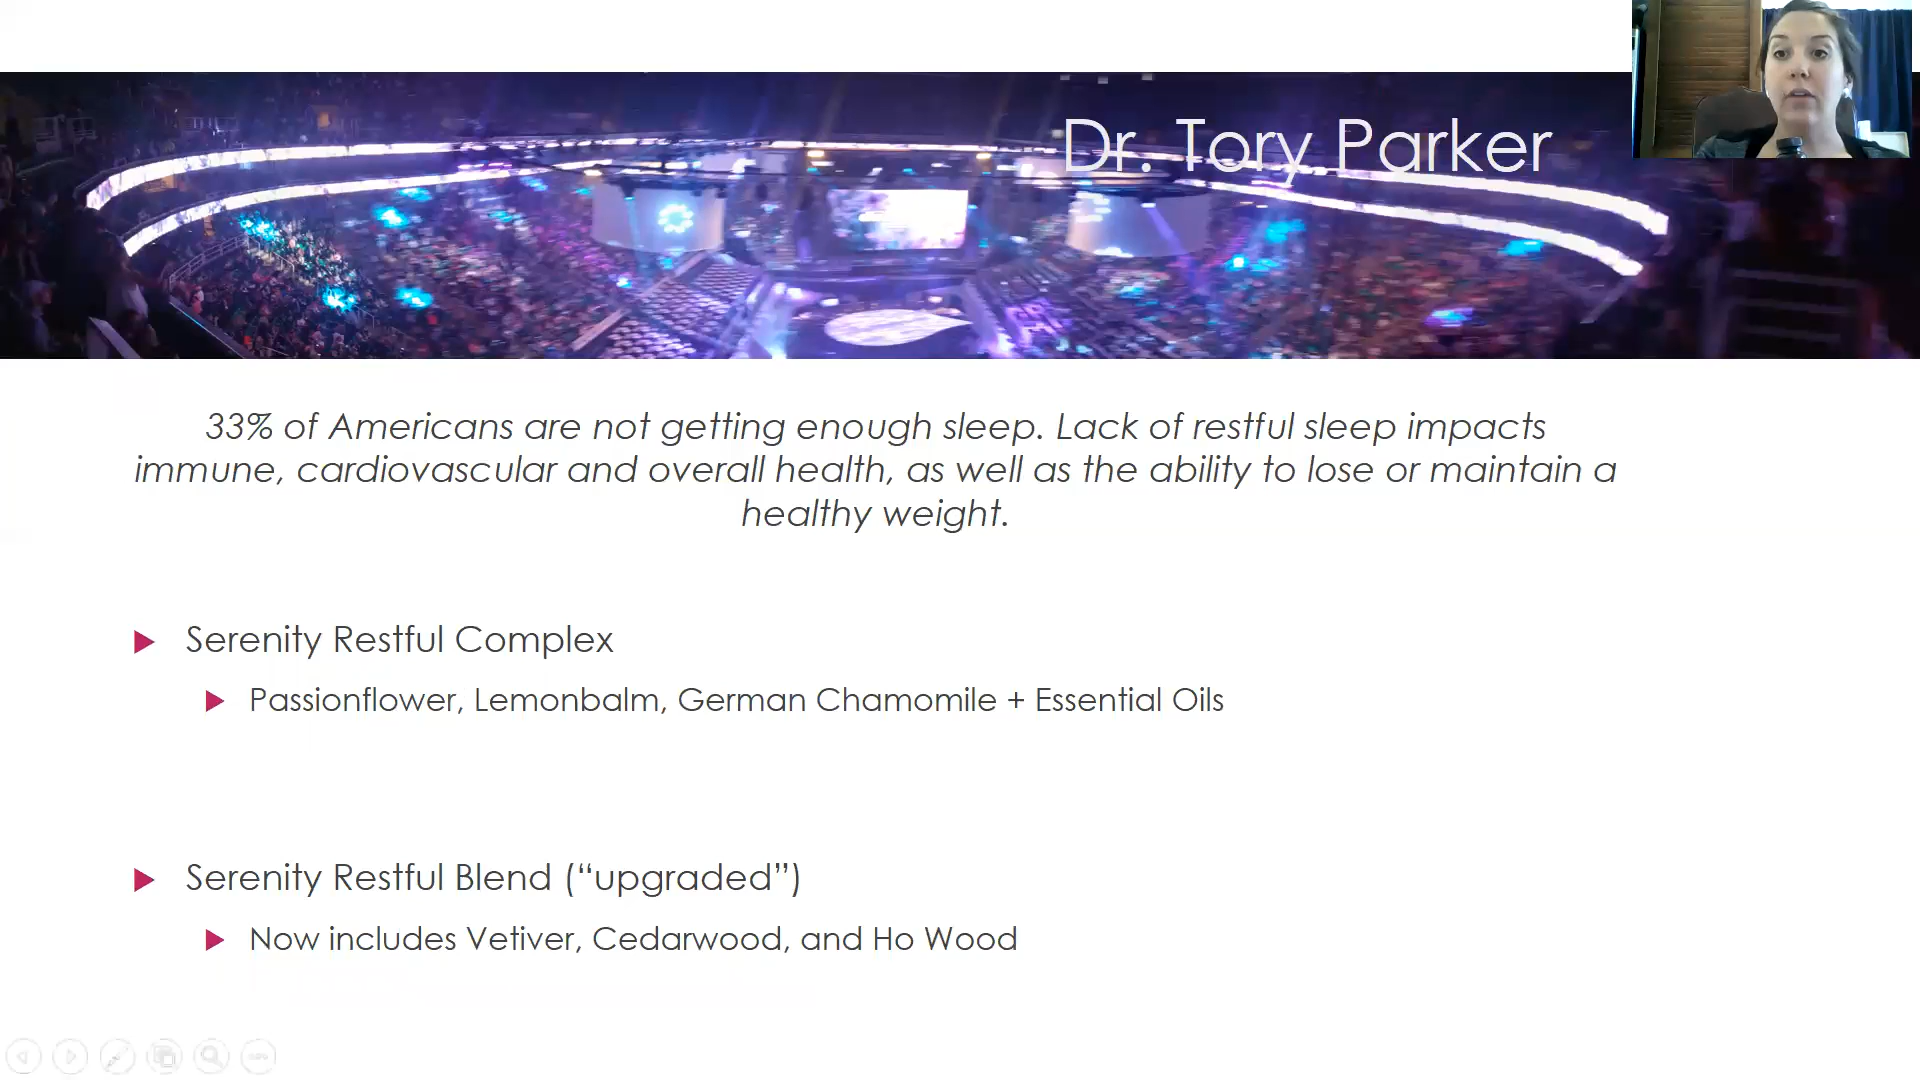 Dr. Tory Parker
33% of Americans are not getting enough sleep. Lack of restful sleep impacts
immune, cardiovascular and overall health, as well as the ability to lose or maintain a
healthy weight.
Serenity Restful Complex
Passionflower, Lemonbalm, German Chamomile + Essential Oils
Serenity Restful Blend (“upgraded”)
Now includes Vetiver, Cedarwood, and Ho Wood